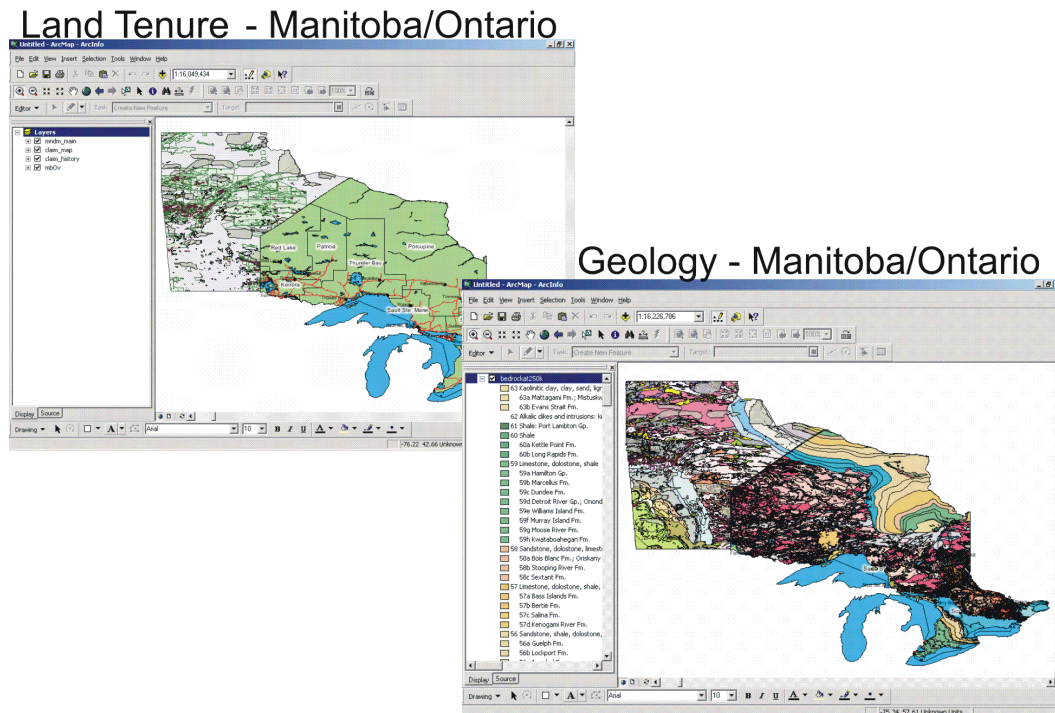 Land Tenure - Manitoba/Ontario
Untitled - ArcMap - ArcInfo
File Edit View Insert Selection Tools Window Help
1:16,049,434
100%
Editor Task: Create New Feature Target:
Layers
mndm_main
claim_map
claim_history
mbOv
Red Lake
Patricia
Porcupine
Thunder Bay
Kenora
Sault Ste. Marie
Display Source
Drawing Arial 10 B I U A
-76.22 42.66 Unknown
Geology - Manitoba/Ontario
Untitled - ArcMap - ArcInfo
File Edit View Insert Selection Tools Window Help
1:16,226,786
100%
Editor Task: Create New Feature Target:
bedrockat250k
63 Kaolinitic clay, clay, sand, ligr
63a Mattagami Fm.; Mistuskw
63b Evans Strait Fm.
62 Alkalic dikes and intrusions: ki
61 Shale: Port Lambton Gp.
60 Shale
60a Kettle Point Fm.
60b Long Rapids Fm.
59 Limestone, dolostone, shale
59a Hamilton Gp.
59b Marcellus Fm.
59c Dundee Fm.
59d Detroit River Gp.; Onond
59e Williams Island Fm.
59f Murray Island Fm.
59g Moose River Fm.
59h Kwataboahegan Fm.
58 Sandstone, dolostone, limest
58a Bois Blanc Fm.; Oriskany
58b Stooping River Fm.
58c Sextant Fm.
57 Limestone, dolostone, shale,
57a Bass Islands Fm.
57b Bertie Fm.
57c Salina Fm.
57d Kenogami River Fm.
56 Sandstone, shale, dolostone,
56a Guelph Fm.
56b Lockport Fm.
Display Source
Drawing Arial 10 B I U A
-75.34 57.61 Unknown Units